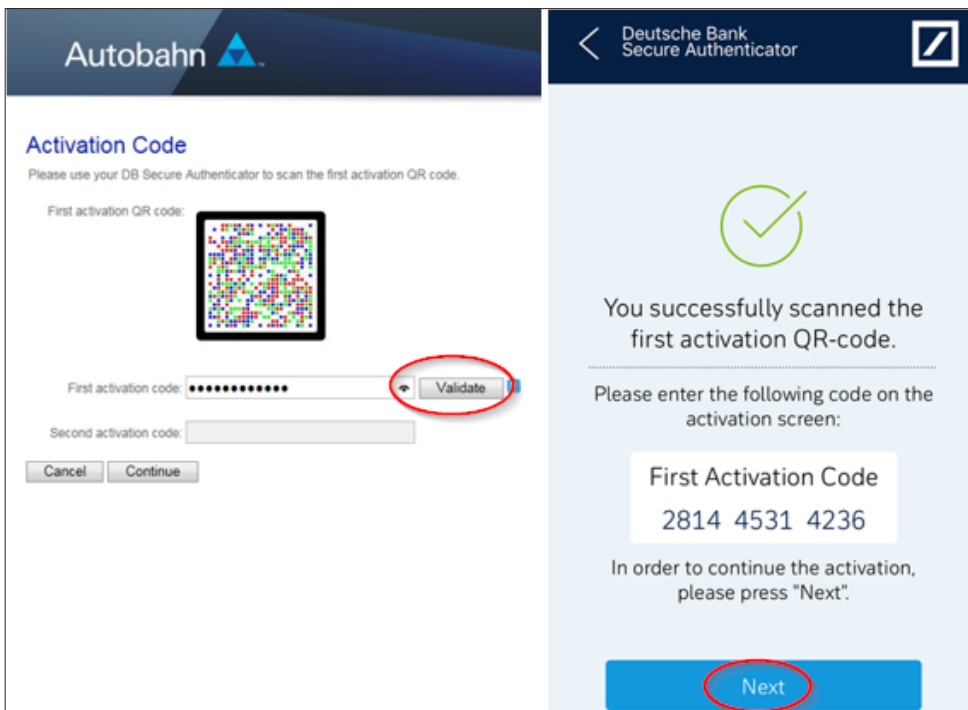 Autobahn
Activation Code
Please use your DB Secure Authenticator to scan the first activation QR code.
First activation QR code:
First activation code: ●●●●●●●●●●●● Validate
Second activation code:
Cancel Continue
Deutsche Bank
Secure Authenticator
You successfully scanned the
first activation QR-code.
Please enter the following code on the
activation screen:
First Activation Code
2814 4531 4236
In order to continue the activation,
please press "Next".
Next